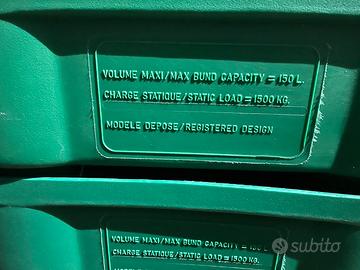 VOLUME MAXI/MAX BUND CAPACITY = 150 L.
CHARGE STATIQUE/STATIC LOAD = 1500 KG.
MODELE DEPOSE/REGISTERED DESIGN
VOLUME MAXI/MAX BUND CAPACITY = 150 L
CHARGE STATIQUE/STATIC LOAD = 1500 KG.
subito